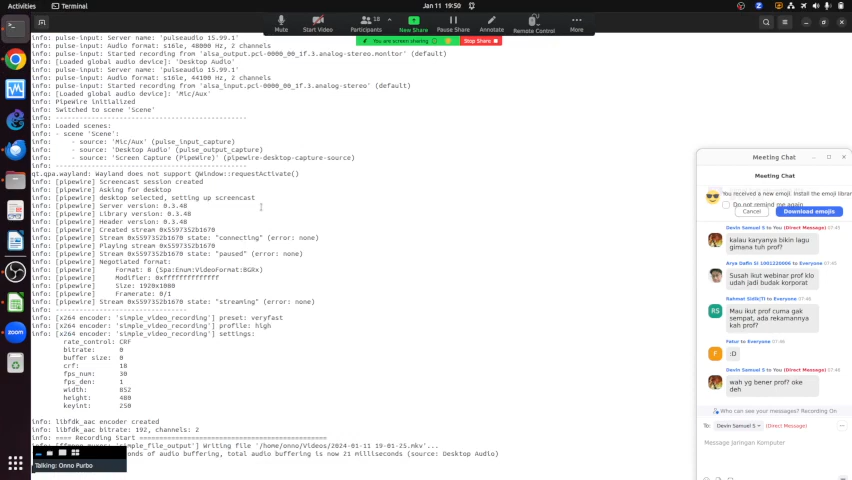 Activities
Terminal
Jan 11 19:50
Mute
Start Video
18
Participants
New Share
Pause Share
Annotate
Remote Control
More
You are screen sharing
Stop Share
info: pulse-input: Server name: 'pulseaudio 15.99.1'
info: pulse-input: Audio format: s16le, 48000 Hz, 2 channels
info: pulse-input: Started recording from 'alsa_output.pci-0000_00_1f.3.analog-stereo.monitor' (default)
info: [Loaded global audio device]: 'Desktop Audio'
info: pulse-input: Server name: 'pulseaudio 15.99.1'
info: pulse-input: Audio format: s16le, 44100 Hz, 2 channels
info: pulse-input: Started recording from 'alsa_input.pci-0000_00_1f.3.analog-stereo' (default)
info: [Loaded global audio device]: 'Mic/Aux'
info: PipeWire initialized
info: Switched to scene 'Scene'
info: ------------------------------------------------
info: Loaded scenes:
info: - scene 'Scene':
info:     - source: 'Mic/Aux' (pulse_input_capture)
info:     - source: 'Desktop Audio' (pulse_output_capture)
info:     - source: 'Screen Capture (PipeWire)' (pipewire-desktop-capture-source)
info: ------------------------------------------------
qt.qpa.wayland: Wayland does not support QWindow::requestActivate()
info: [pipewire] Screencast session created
info: [pipewire] Asking for desktop
info: [pipewire] desktop selected, setting up screencast
info: [pipewire] Server version: 0.3.48
info: [pipewire] Library version: 0.3.48
info: [pipewire] Header version: 0.3.48
info: [pipewire] Created stream 0x5597352b1670
info: [pipewire] Stream 0x5597352b1670 state: "connecting" (error: none)
info: [pipewire] Playing stream 0x5597352b1670
info: [pipewire] Stream 0x5597352b1670 state: "paused" (error: none)
info: [pipewire] Negotiated format:
info: [pipewire]     Format: 8 (Spa:Enum:VideoFormat:BGRx)
info: [pipewire]     Modifier: 0xffffffffffffff
info: [pipewire]     Size: 1920x1080
info: [pipewire]     Framerate: 0/1
info: [pipewire] Stream 0x5597352b1670 state: "streaming" (error: none)
info: ---------------------------------
info: [x264 encoder: 'simple_video_recording'] preset: veryfast
info: [x264 encoder: 'simple_video_recording'] profile: high
info: [x264 encoder: 'simple_video_recording'] settings:
rate_control: CRF
bitrate: 0
buffer size: 0
crf: 18
fps_num: 30
fps_den: 1
width: 852
height: 480
keyint: 250
info: libfdk_aac encoder created
info: libfdk_aac bitrate: 192, channels: 2
info: ==== Recording Start ===============================================
'simple_file_output'] Writing file '/home/onno/Videos/2024-01-11 19-01-25.mkv'...
onds of audio buffering, total audio buffering is now 21 milliseconds (source: Desktop Audio)
Talking: Onno Purbo
Meeting Chat
Meeting Chat
You received a new emoji. Install the emoji librar
Do not remind me again
Cancel
Download emojis
Devin Samuel S to You (Direct Message) 07:45
kalau karyanya bikin lagu
gimana tuh prof?
to Everyone 07:45
Susah ikut webinar prof klo
udah jadi budak korporat
to Everyone 07:46
RS
Mau ikut prof cuma gak
sempat, ada rekamannya
kah prof?
Fatur to Everyone 07:46
F
:D
Devin Samuel S to You (Direct Message) 07:46
wah yg bener prof? oke
deh
Who can see your messages? Recording On
To: Devin Samuel S (Direct Message)
Message Jaringan Komputer
zoom